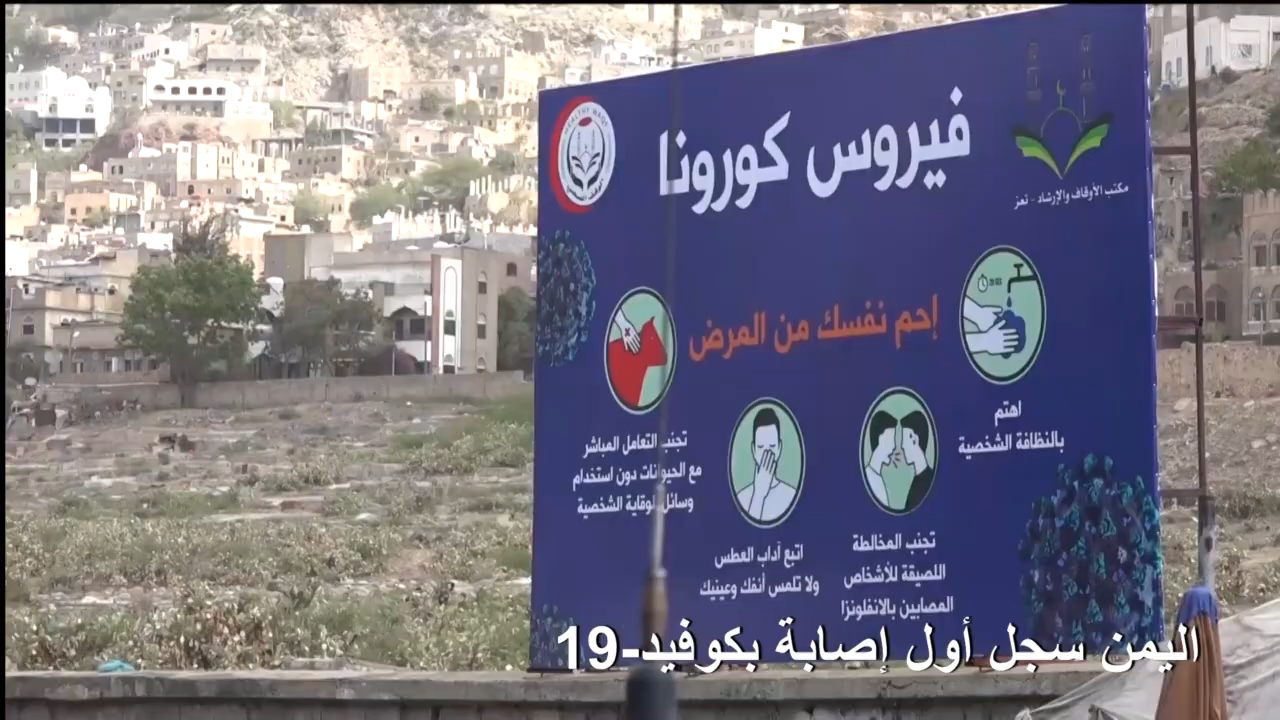 HEALTHY WAQF
فيروس كورونا
مكتب الأوقاف والإرشاد - تعز
إحم نفسك من المرض
اهتم
بالنظافة الشخصية
تجنب المخالطة
اللصيقة للأشخاص
المصابين بالانفلونزا
اتبع آداب العطس
ولا تلمس أنفك وعينيك
تجنب التعامل المباشر
مع الحيوانات دون استخدام
وسائل الوقاية الشخصية
اليمن سجل أول إصابة بكوفيد-19